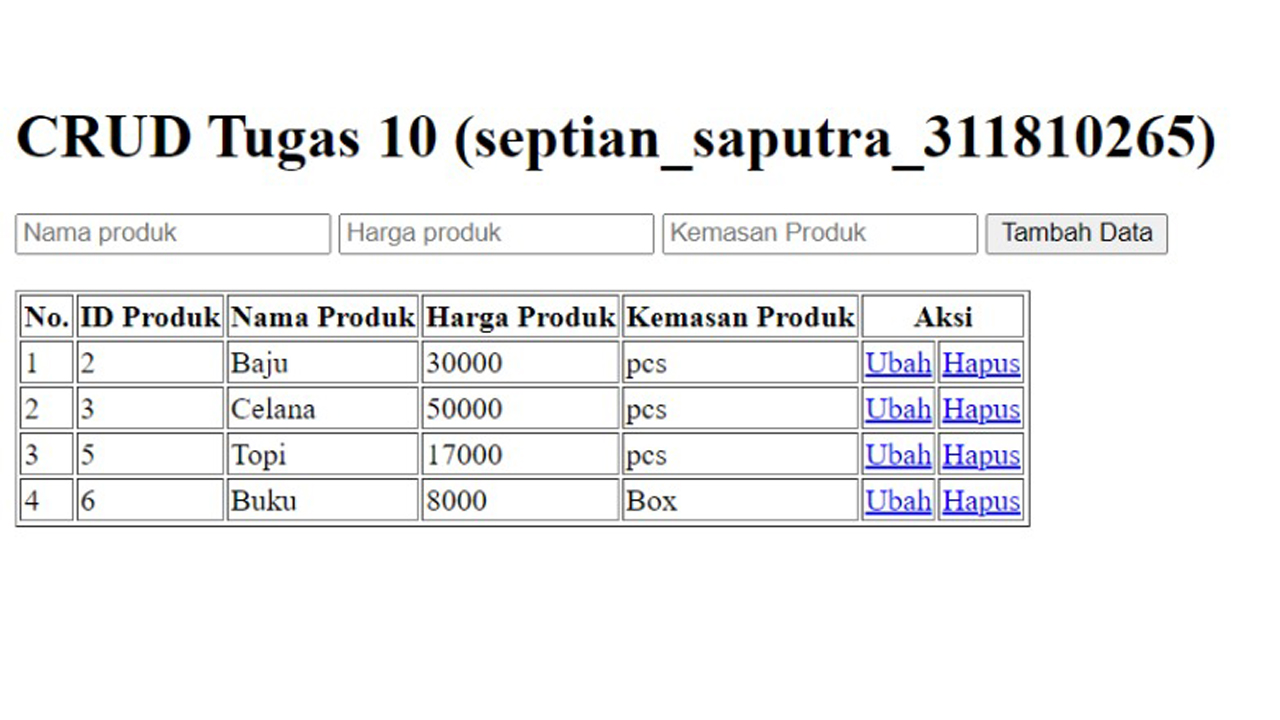 CRUD Tugas 10 (septian_saputra_311810265)
Nama produk Harga produk Kemasan Produk Tambah Data
No. ID Produk Nama Produk Harga Produk Kemasan Produk Aksi
1 2 Baju 30000 pcs Ubah Hapus
2 3 Celana 50000 pcs Ubah Hapus
3 5 Topi 17000 pcs Ubah Hapus
4 6 Buku 8000 Box Ubah Hapus